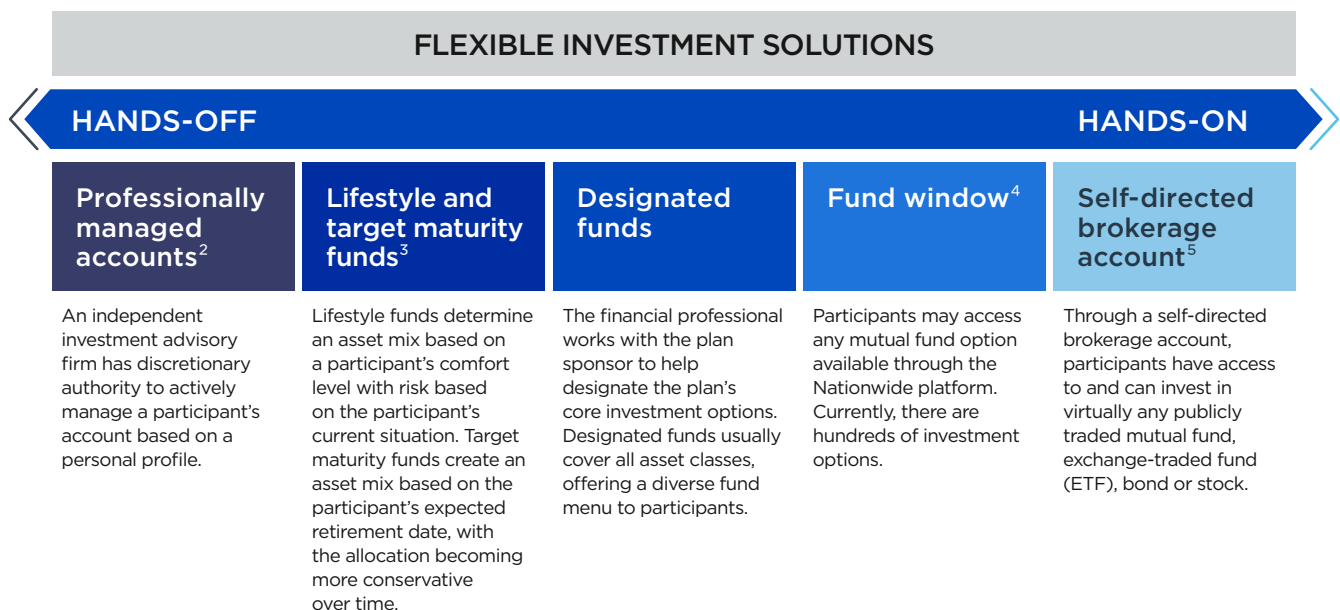 FLEXIBLE INVESTMENT SOLUTIONS
HANDS-OFF
HANDS-ON
Professionally
managed
accounts2
An independent
investment advisory
firm has discretionary
authority to actively
manage a participant's
account based on a
personal profile.
Lifestyle and
target maturity
funds3
Lifestyle funds determine
an asset mix based on
a participant's comfort
level with risk based
on the participant's
current situation. Target
maturity funds create an
asset mix based on the
participant's expected
retirement date, with
the allocation becoming
more conservative
over time.
Designated
funds
The financial professional
works with the plan
sponsor to help
designate the plan's
core investment options.
Designated funds usually
cover all asset classes,
offering a diverse fund
menu to participants.
Fund window4
Participants may access
any mutual fund option
available through the
Nationwide platform.
Currently, there are
hundreds of investment
options.
Self-directed
brokerage
account5
Through a self-directed
brokerage account,
participants have access
to and can invest in
virtually any publicly
traded mutual fund,
exchange-traded fund
(ETF), bond or stock.